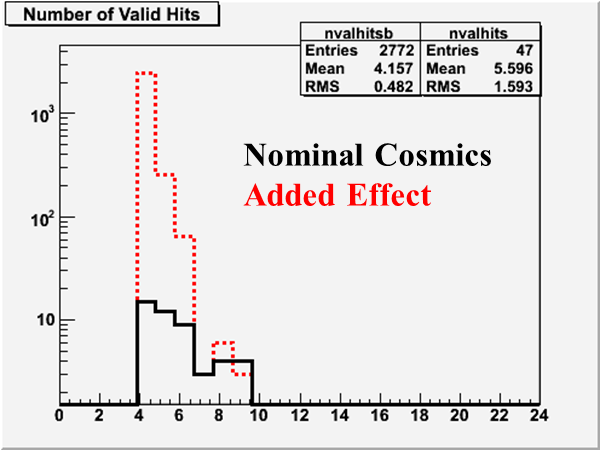 Number of Valid Hits
nvalhitsb nvalhits
Entries 2772 Entries 47
Mean 4.157 Mean 5.596
RMS 0.482 RMS 1.593
10³
Nominal Cosmics
Added Effect
10²
10
0 2 4 6 8 10 12 14 16 18 20 22 24